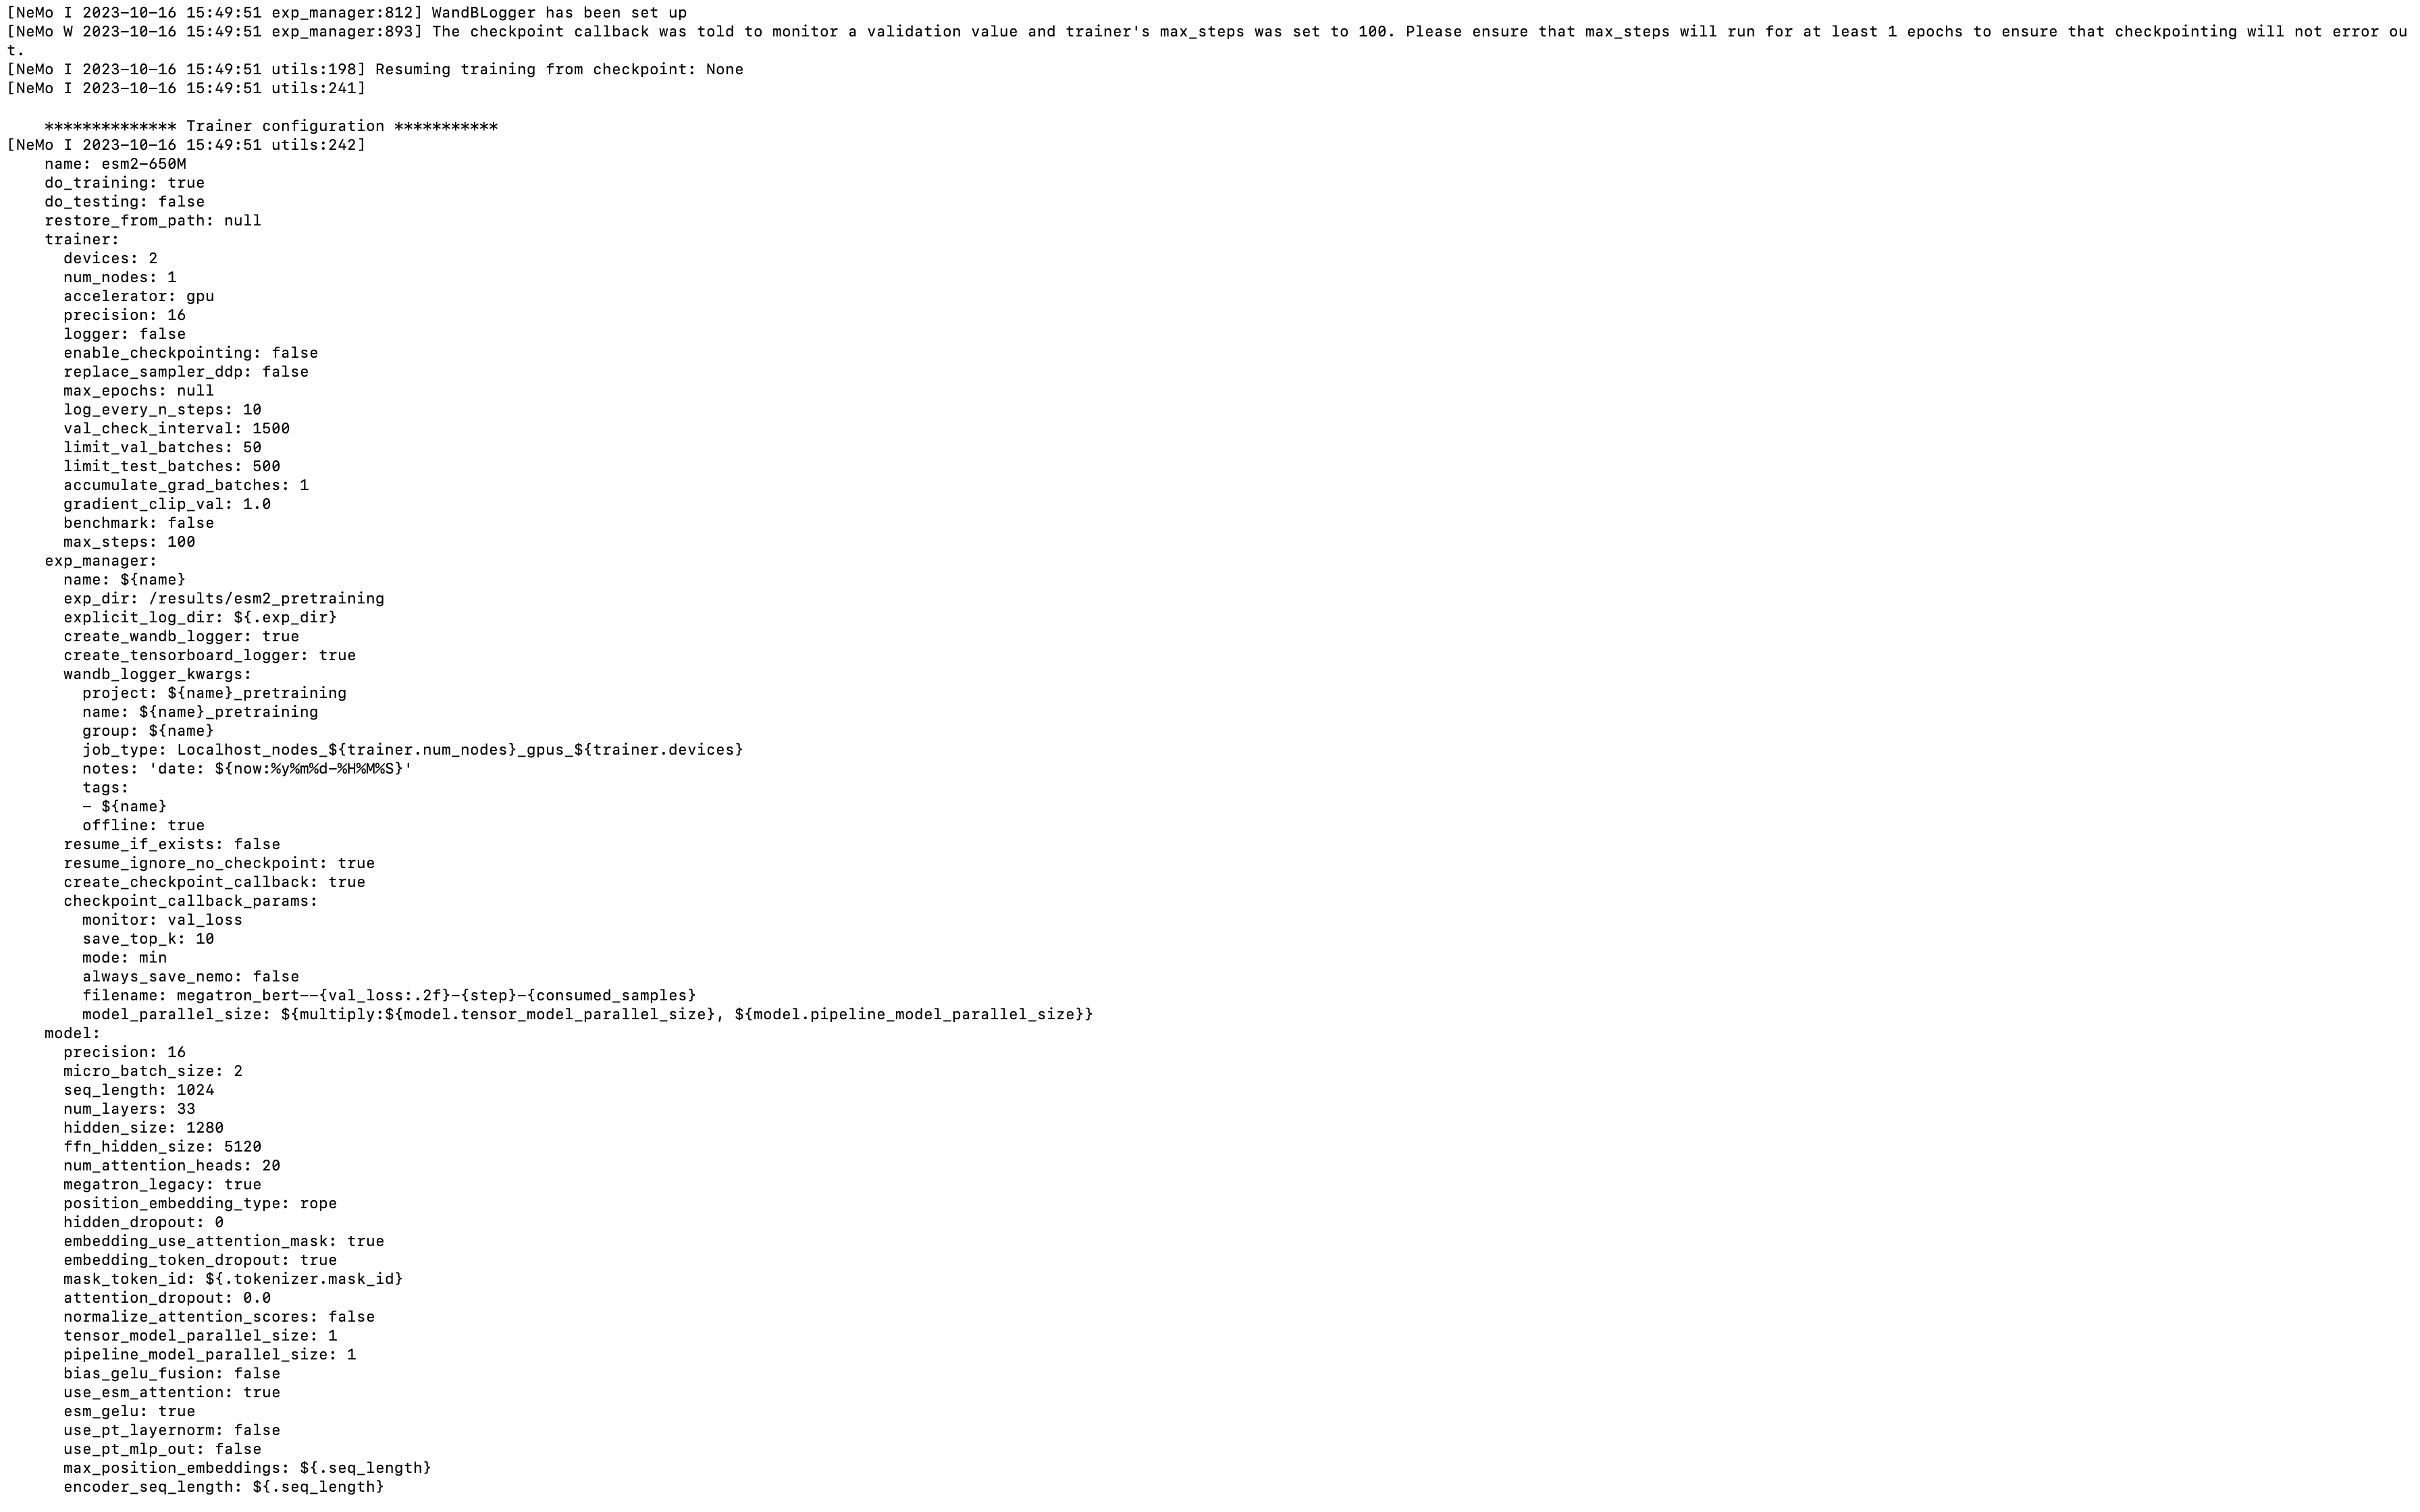 [NeMo I 2023-10-16 15:49:51 exp_manager:812] WandBLogger has been set up
[NeMo W 2023-10-16 15:49:51 exp_manager:893] The checkpoint callback was told to monitor a validation value and trainer's max_steps was set to 100. Please ensure that max_steps will run for at least 1 epochs to ensure that checkpointing will not error ou
t.
[NeMo I 2023-10-16 15:49:51 utils:198] Resuming training from checkpoint: None
[NeMo I 2023-10-16 15:49:51 utils:241]
************** Trainer configuration ***********
[NeMo I 2023-10-16 15:49:51 utils:242]
name: esm2-650M
do_training: true
do_testing: false
restore_from_path: null
trainer:
devices: 2
num_nodes: 1
accelerator: gpu
precision: 16
logger: false
enable_checkpointing: false
replace_sampler_ddp: false
max_epochs: null
log_every_n_steps: 10
val_check_interval: 1500
limit_val_batches: 50
limit_test_batches: 500
accumulate_grad_batches: 1
gradient_clip_val: 1.0
benchmark: false
max_steps: 100
exp_manager:
name: ${name}
exp_dir: /results/esm2_pretraining
explicit_log_dir: ${.exp_dir}
create_wandb_logger: true
create_tensorboard_logger: true
wandb_logger_kwargs:
project: ${name}_pretraining
name: ${name}_pretraining
group: ${name}
job_type: Localhost_nodes_${trainer.num_nodes}_gpus_${trainer.devices}
notes: 'date: ${now:%y%m%d-%H%M%S}'
tags:
- ${name}
offline: true
resume_if_exists: false
resume_ignore_no_checkpoint: true
create_checkpoint_callback: true
checkpoint_callback_params:
monitor: val_loss
save_top_k: 10
mode: min
always_save_nemo: false
filename: megatron_bert--{val_loss:.2f}-{step}-{consumed_samples}
model_parallel_size: ${multiply:${model.tensor_model_parallel_size}, ${model.pipeline_model_parallel_size}}
model:
precision: 16
micro_batch_size: 2
seq_length: 1024
num_layers: 33
hidden_size: 1280
ffn_hidden_size: 5120
num_attention_heads: 20
megatron_legacy: true
position_embedding_type: rope
hidden_dropout: 0
embedding_use_attention_mask: true
embedding_token_dropout: true
mask_token_id: ${.tokenizer.mask_id}
attention_dropout: 0.0
normalize_attention_scores: false
tensor_model_parallel_size: 1
pipeline_model_parallel_size: 1
bias_gelu_fusion: false
use_esm_attention: true
esm_gelu: true
use_pt_layernorm: false
use_pt_mlp_out: false
max_position_embeddings: ${.seq_length}
encoder_seq_length: ${.seq_length}